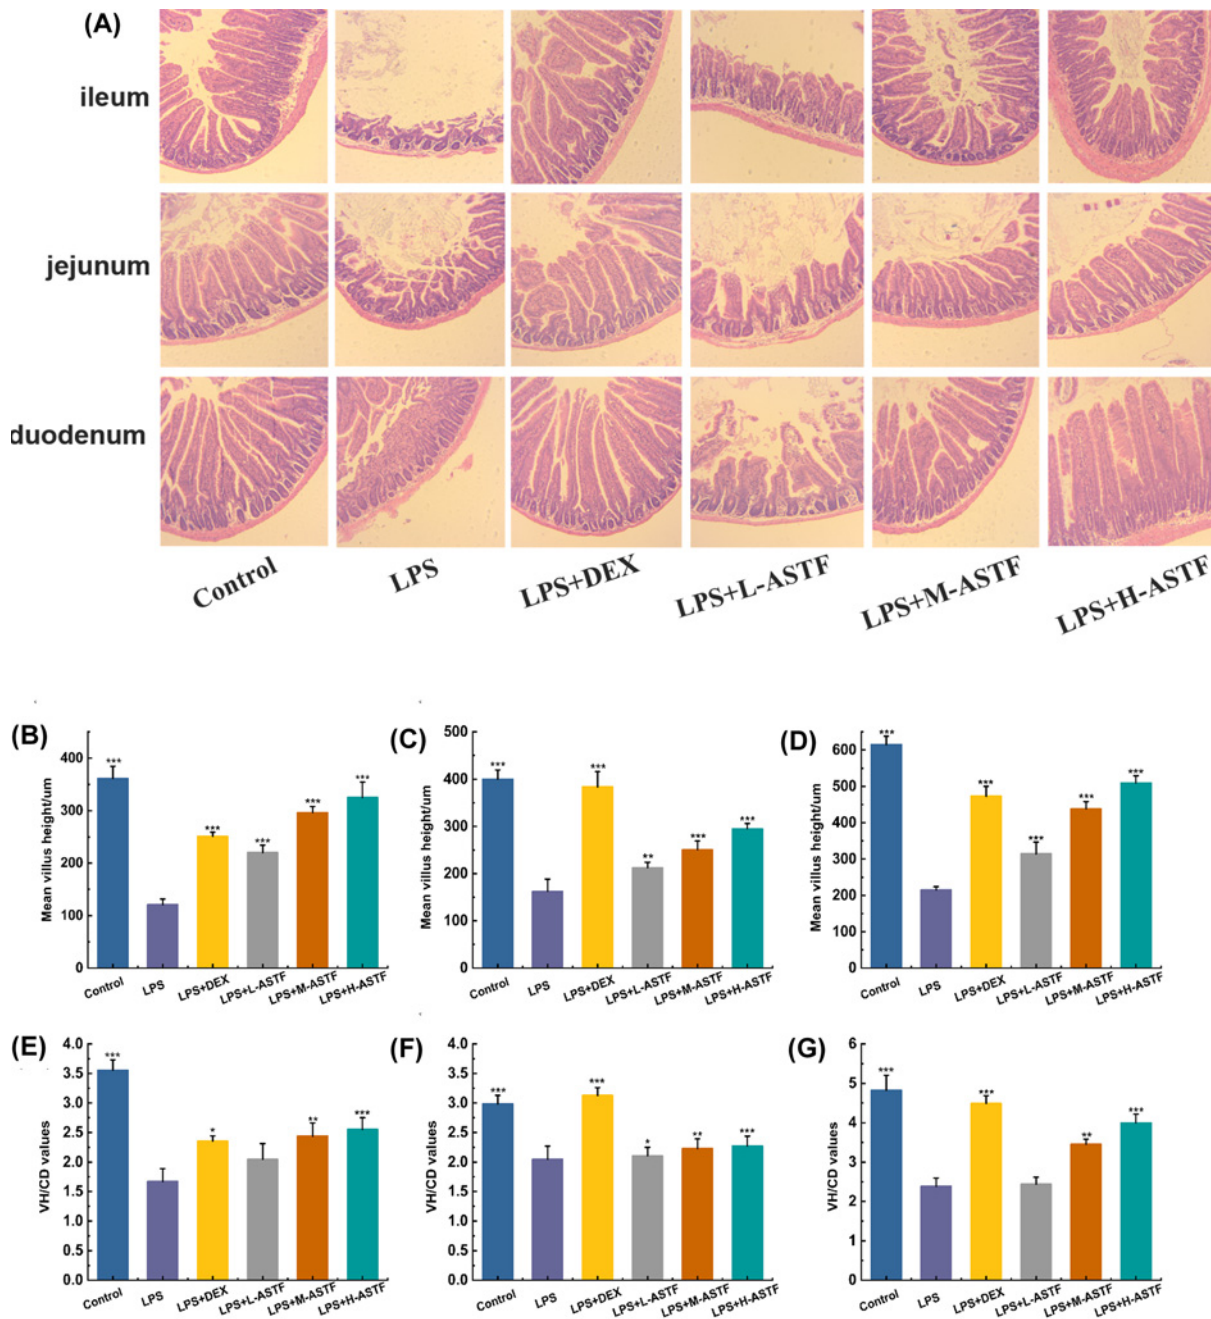 (A)
ileum
jejunum
duodenum
Control
LPS
LPS+DEX
LPS+L-ASTF
LPS+M-ASTF
LPS+H-ASTF
(B)
Mean villus height/um
400
300
200
100
0
***
***
***
***
***
Control
LPS
LPS+DEX
LPS+L-ASTF
LPS+M-ASTF
LPS+H-ASTF
(C)
Mean villus height/um
500
400
300
200
100
0
***
***
**
***
***
Control
LPS
LPS+DEX
LPS+L-ASTF
LPS+M-ASTF
LPS+H-ASTF
(D)
Mean villus height/um
600
500
400
300
200
100
0
***
***
***
***
***
Control
LPS
LPS+DEX
LPS+L-ASTF
LPS+M-ASTF
LPS+H-ASTF
(E)
VH/CD values
4.0
3.5
3.0
2.5
2.0
1.5
1.0
0.5
0.0
***
*
**
***
Control
LPS
LPS+DEX
LPS+L-ASTF
LPS+M-ASTF
LPS+H-ASTF
(F)
VH/CD values
4.0
3.5
3.0
2.5
2.0
1.5
1.0
0.5
0.0
***
***
*
**
***
Control
LPS
LPS+DEX
LPS+L-ASTF
LPS+M-ASTF
LPS+H-ASTF
(G)
VH/CD values
6
5
4
3
2
1
0
***
***
**
***
Control
LPS
LPS+DEX
LPS+L-ASTF
LPS+M-ASTF
LPS+H-ASTF